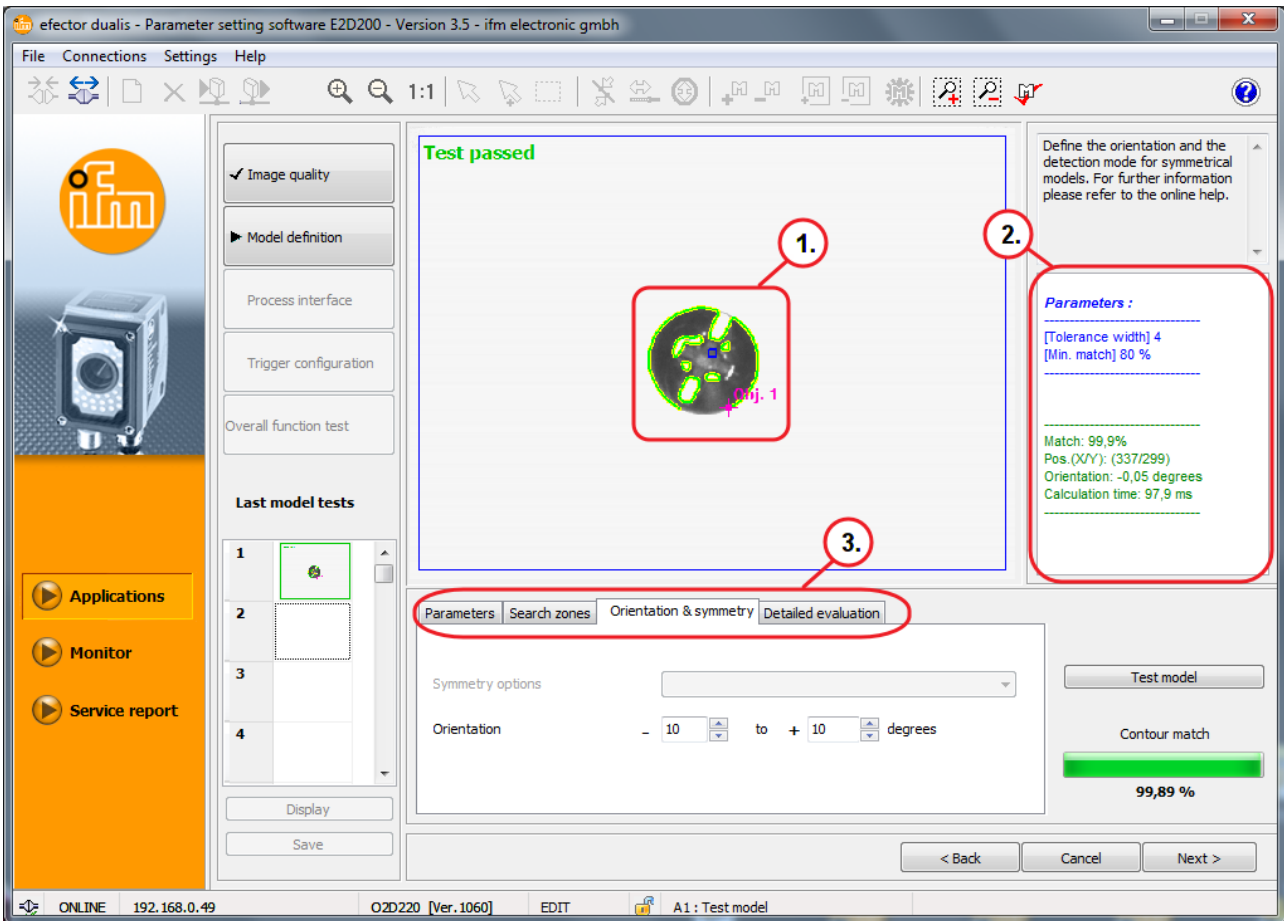 efector dualis - Parameter setting software E2D200 - Version 3.5 - ifm electronic gmbh
File Connections Settings Help
1:1
ifm
Image quality
Model definition
Process interface
Trigger configuration
Overall function test
Last model tests
1
2
3
4
Display
Save
Applications
Monitor
Service report
Test passed
1.
Obj. 1
2.
3.
Define the orientation and the
detection mode for symmetrical
models. For further information
please refer to the online help.
Parameters :
--------------------------------
[Tolerance width] 4
[Min. match] 80 %
--------------------------------
--------------------------------
Match: 99,9%
Pos.(X/Y): (337/299)
Orientation: -0,05 degrees
Calculation time: 97,9 ms
--------------------------------
Parameters Search zones Orientation & symmetry Detailed evaluation
Symmetry options
Orientation - 10 to + 10 degrees
Test model
Contour match
99,89 %
< Back Cancel Next >
ONLINE 192.168.0.49 O2D220 [Ver.1060] EDIT A1 : Test model